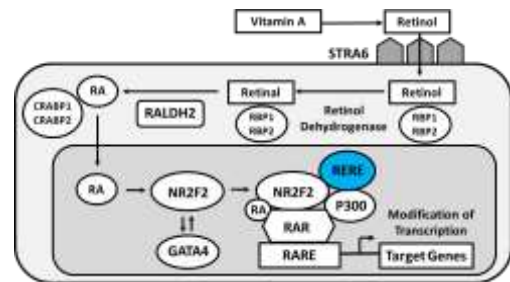 Vitamin A
Retinol
STRA6
CRABP1
CRABP2
RA
RALDH2
Retinal
RBP1
RBP2
Retinol
Dehydrogenase
Retinol
RBP1
RBP2
RA
NR2F2
GATA4
NR2F2
RERE
P300
RA
RAR
RARE
Modification of
Transcription
Target Genes